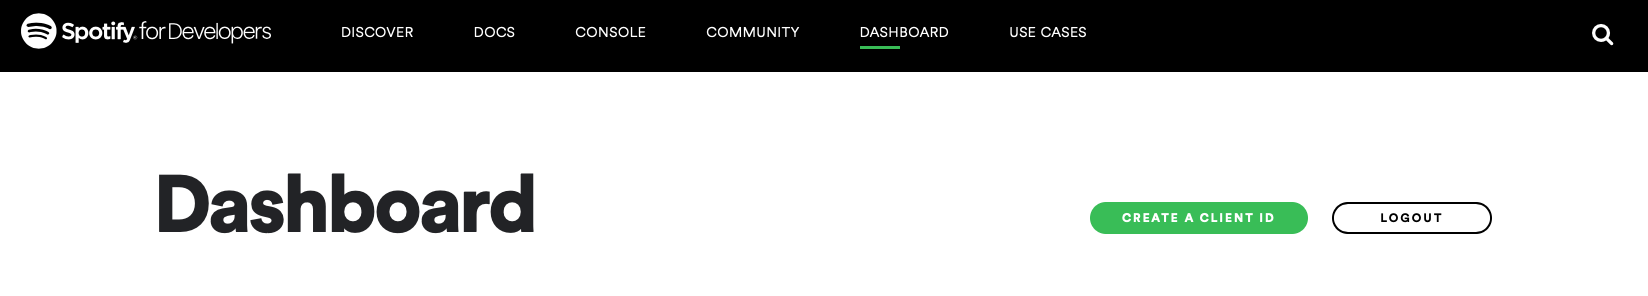 Spotify for Developers DISCOVER DOCS CONSOLE COMMUNITY DASHBOARD USE CASES
Dashboard
CREATE A CLIENT ID LOGOUT